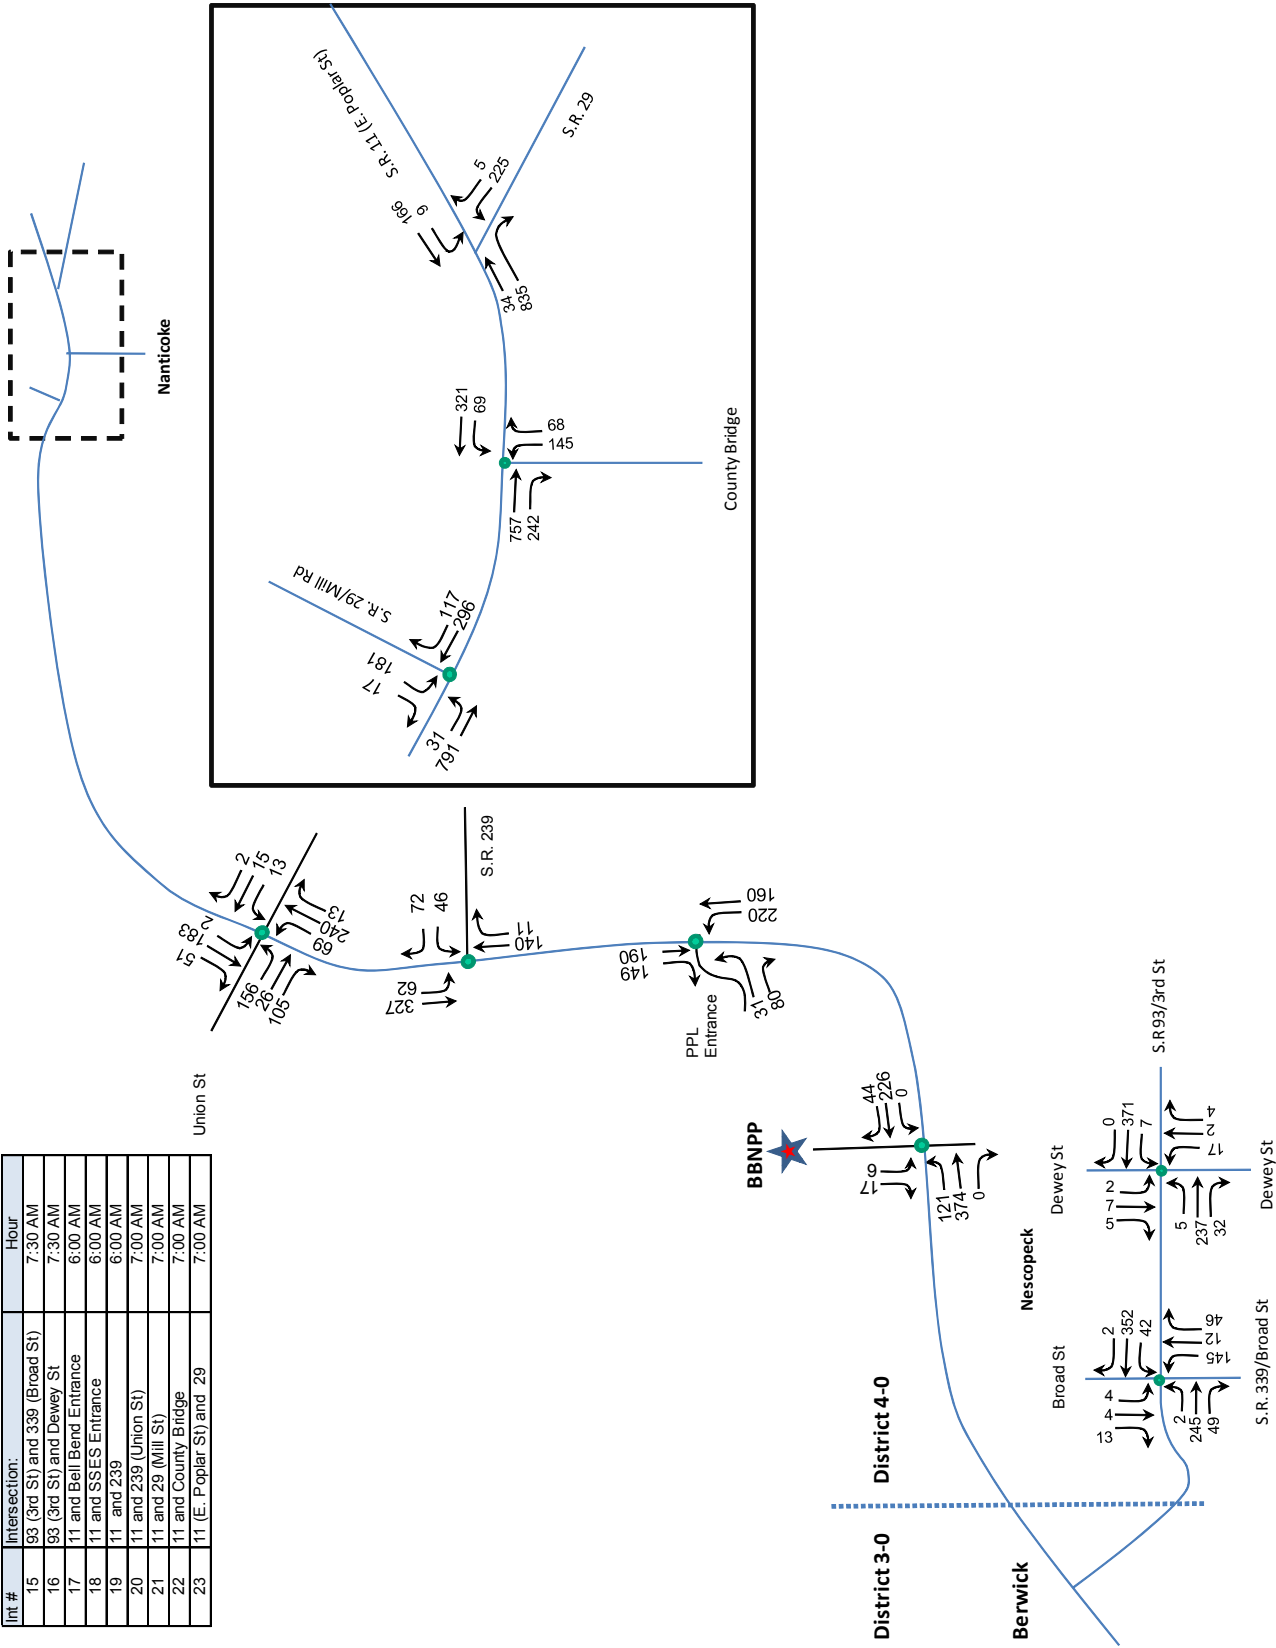 Int #	Intersection:	Hour
15	93 (3rd St) and 339 (Broad St)	7:30 AM
16	93 (3rd St) and Dewey St	7:30 AM
17	11 and Bell Bend Entrance	6:00 AM
18	11 and SSES Entrance	6:00 AM
19	11 and 239	6:00 AM
20	11 and 239 (Union St)	7:00 AM
21	11 and 29 (Mill St)	7:00 AM
22	11 and County Bridge	7:00 AM
23	11 (E. Poplar St) and 29	7:00 AM
Nanticoke
S.R. 11 (E. Poplar St)
S.R. 29
166
9
5
225
34
835
321
69
68
145
757
242
County Bridge
S.R. 29/Mill Rd
117
296
181
17
31
791
Union St
2
15
13
2
183
51
13
240
69
156
26
105
S.R. 239
72
46
11
140
62
327
160
220
190
149
31
80
PPL
Entrance
BBNPP
44
226
0
6
17
121
374
0
Nescopeck
S.R 93/3rd St
Dewey St
0
371
7
2
7
5
4
2
17
5
237
32
Dewey St
Broad St
2
352
42
4
4
13
46
12
145
2
245
49
S.R. 339/Broad St
District 4-0
District 3-0
Berwick